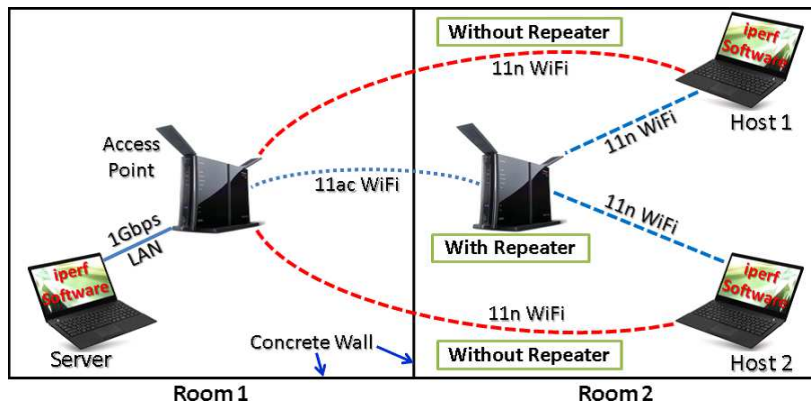 Without Repeater
11n WiFi
iperf
Software
Host 1
Access
Point
11n WiFi
11ac WiFi
11n WiFi
With Repeater
1Gbps
LAN
iperf
Software
Server
11n WiFi
iperf
Software
Concrete Wall
Without Repeater
Host 2
Room 1
Room 2